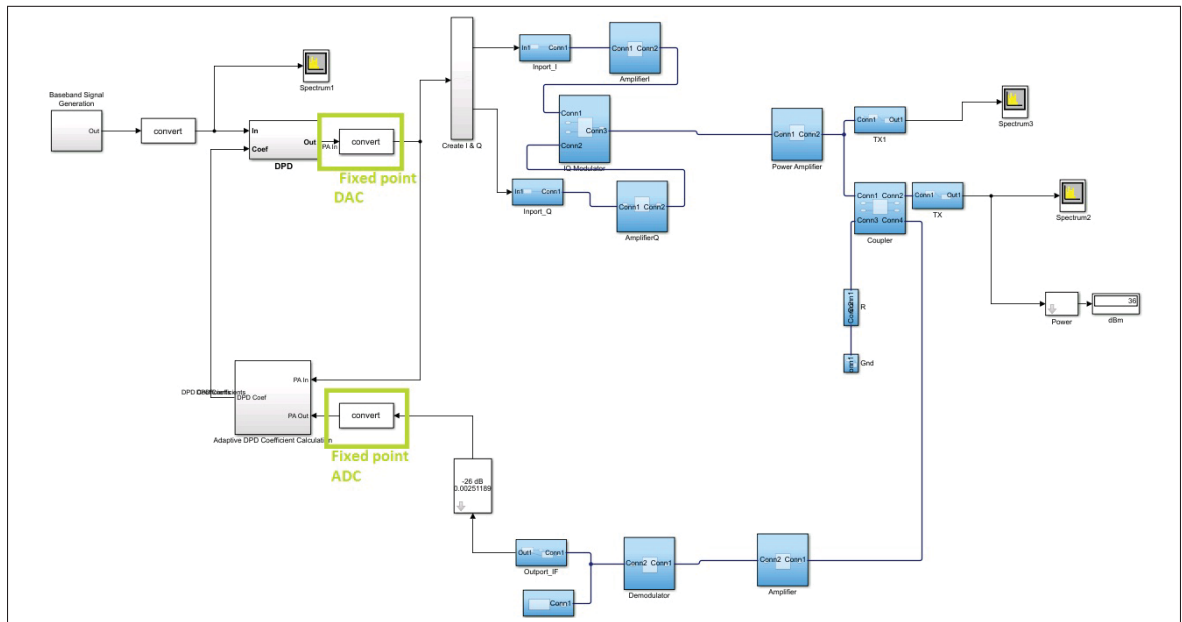 Baseband Signal
Generation
Out
convert
Spectrum1
In
Coef
Out
DPD
PA In
convert
Fixed point
DAC
Create I & Q
In1 Conn1
Inport_I
Conn1 Conn2
AmplifierI
Conn1
Conn2
Conn3
IQ Modulator
In1 Conn1
Inport_Q
Conn1 Conn2
AmplifierQ
Conn1 Conn2
Power Amplifier
Conn1 Out1
TX1
Spectrum3
Conn1 Conn2
Conn3 Conn4
Coupler
Conn1 Out1
TX
Spectrum2
R
Gnd
Power
36
dBm
PA In
DPD Coef
PA Out
Adaptive DPD Coefficient Calculation
convert
Fixed point
ADC
-26 dB
0.00251189
Out1 Conn1
Outport_IF
Conn1
Conn2 Conn1
Demodulator
Conn2 Conn1
Amplifier